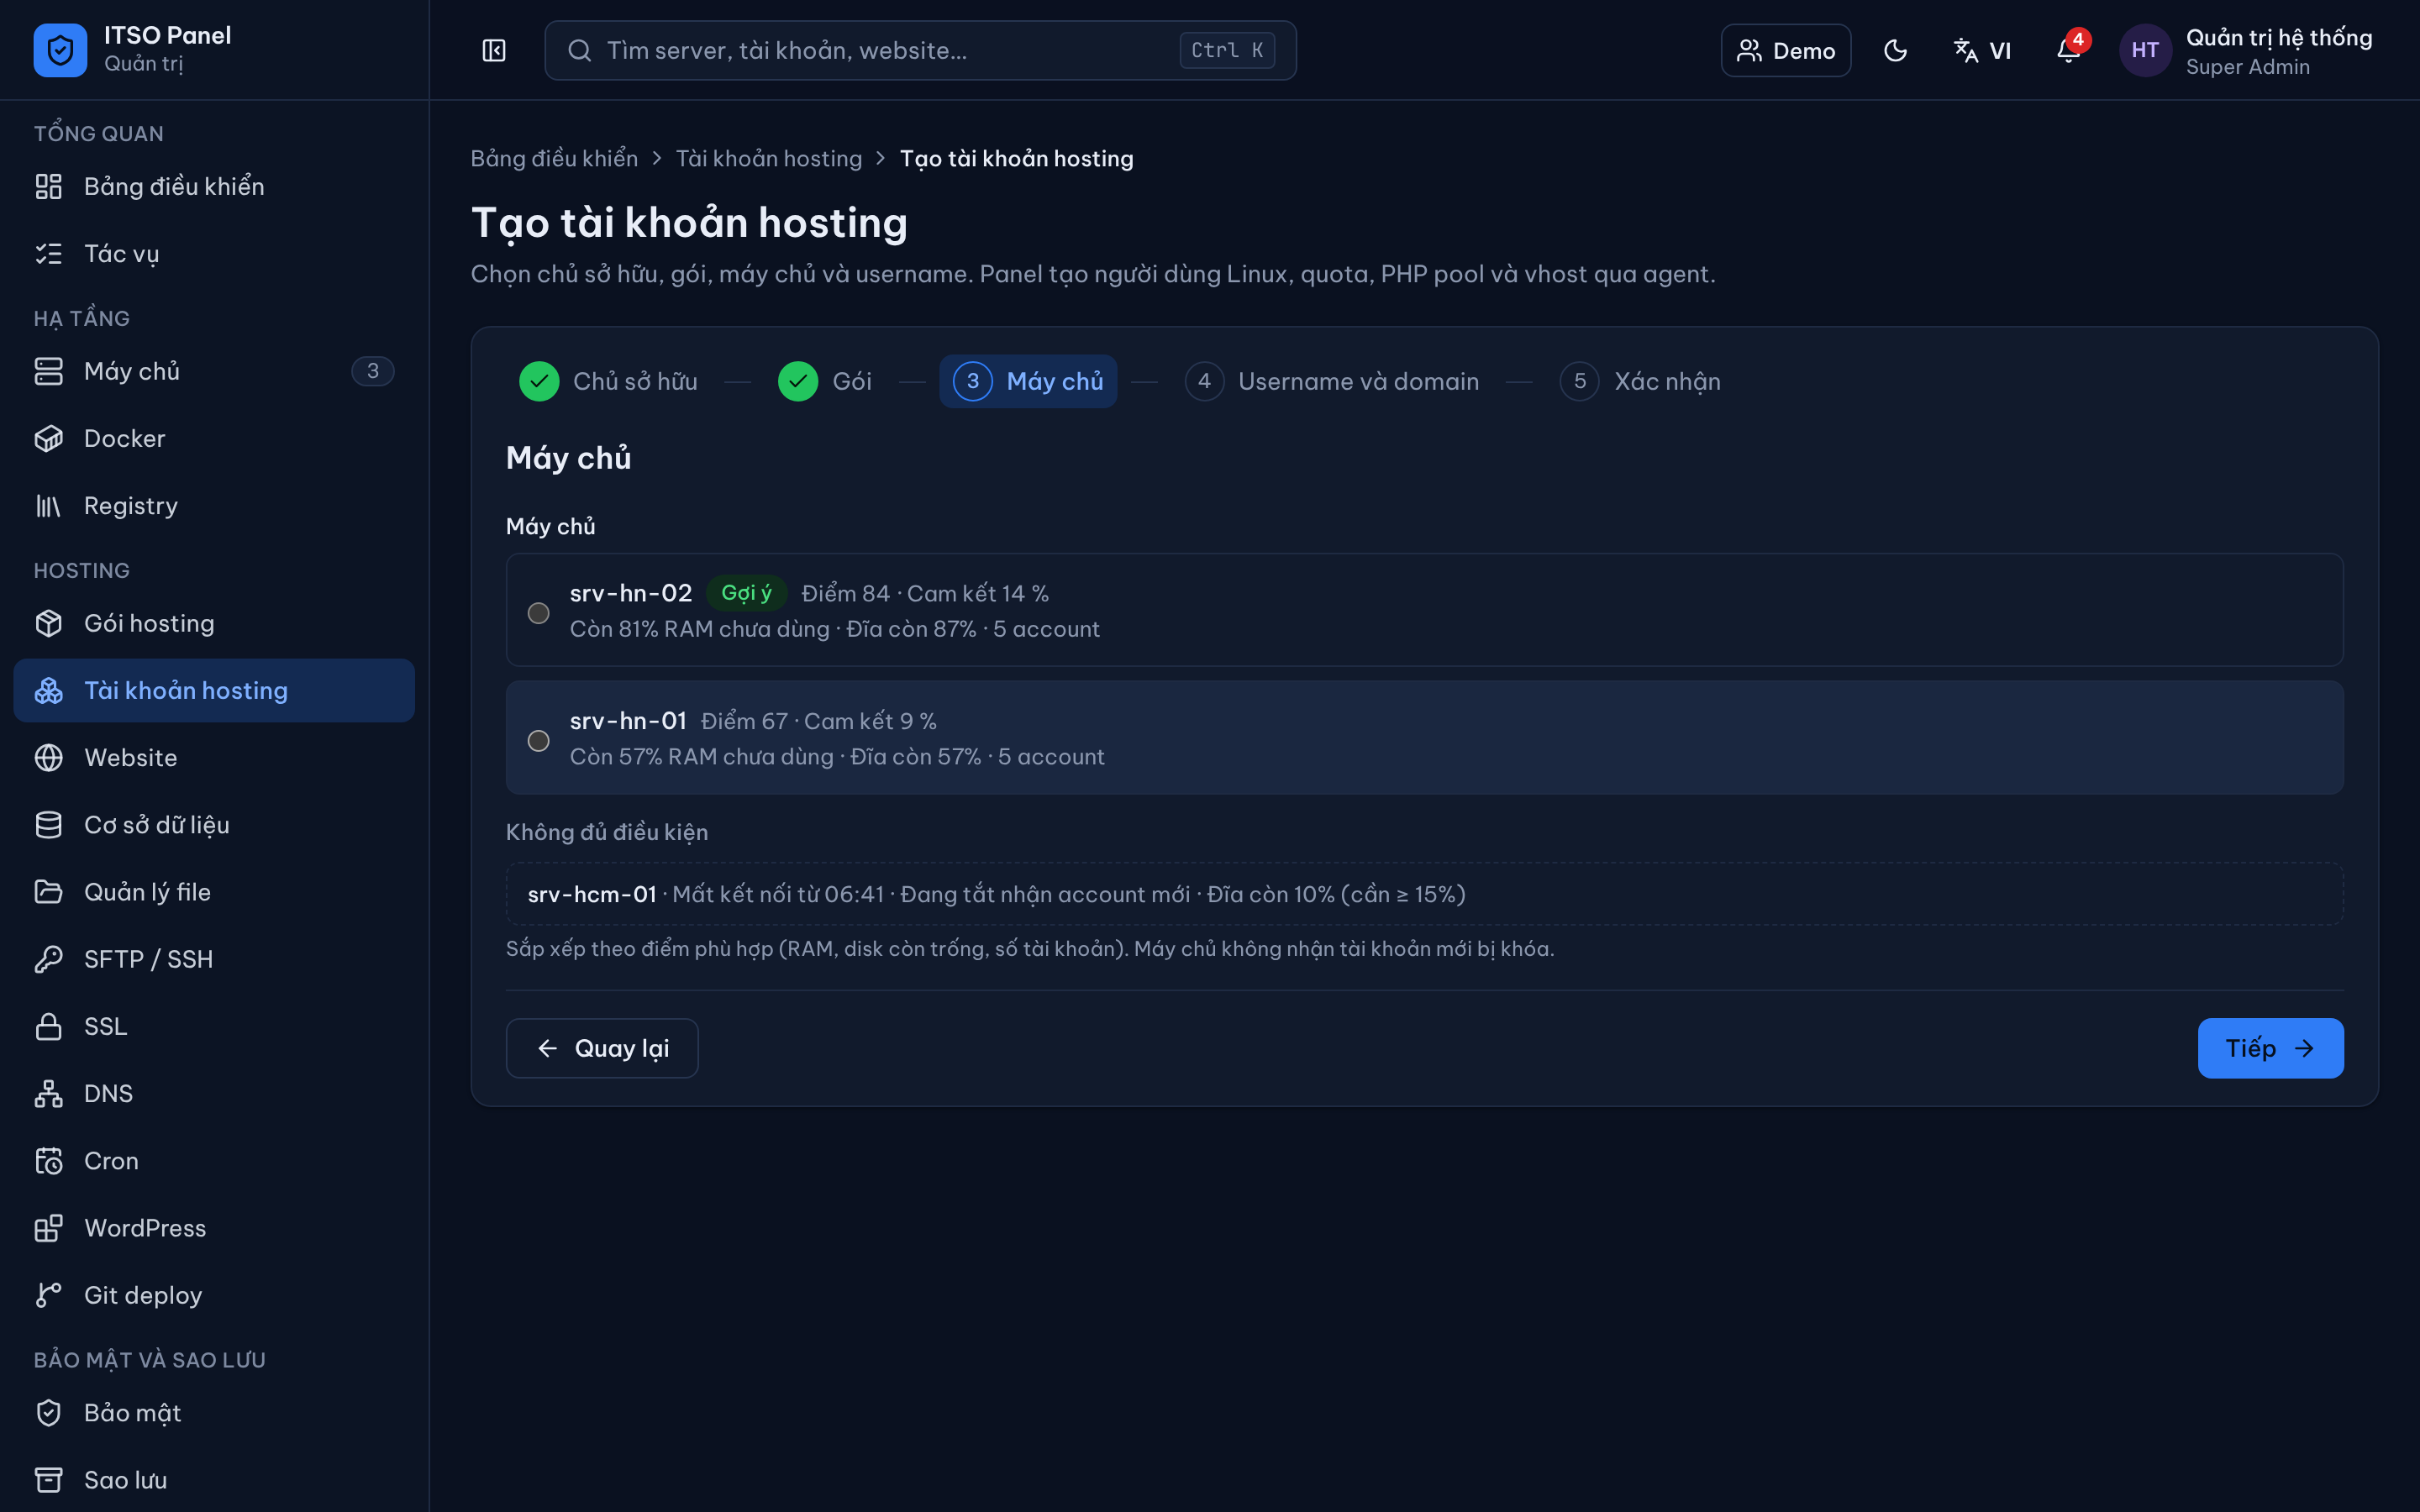 ITSO Panel
Quản trị
Tìm server, tài khoản, website...
Ctrl K
Demo
VI
4
HT
Quản trị hệ thống
Super Admin
TỔNG QUAN
Bảng điều khiển
Tác vụ
HẠ TẦNG
Máy chủ
3
Docker
Registry
HOSTING
Gói hosting
Tài khoản hosting
Website
Cơ sở dữ liệu
Quản lý file
SFTP / SSH
SSL
DNS
Cron
WordPress
Git deploy
BẢO MẬT VÀ SAO LƯU
Bảo mật
Sao lưu
Bảng điều khiển > Tài khoản hosting > Tạo tài khoản hosting
Tạo tài khoản hosting
Chọn chủ sở hữu, gói, máy chủ và username. Panel tạo người dùng Linux, quota, PHP pool và vhost qua agent.
Chủ sở hữu — Gói — 3 Máy chủ — 4 Username và domain — 5 Xác nhận
Máy chủ
Máy chủ
srv-hn-02 Gợi ý Điểm 84 · Cam kết 14 %
Còn 81% RAM chưa dùng · Đĩa còn 87% · 5 account
srv-hn-01 Điểm 67 · Cam kết 9 %
Còn 57% RAM chưa dùng · Đĩa còn 57% · 5 account
Không đủ điều kiện
srv-hcm-01 · Mất kết nối từ 06:41 · Đang tắt nhận account mới · Đĩa còn 10% (cần ≥ 15%)
Sắp xếp theo điểm phù hợp (RAM, disk còn trống, số tài khoản). Máy chủ không nhận tài khoản mới bị khóa.
Quay lại
Tiếp